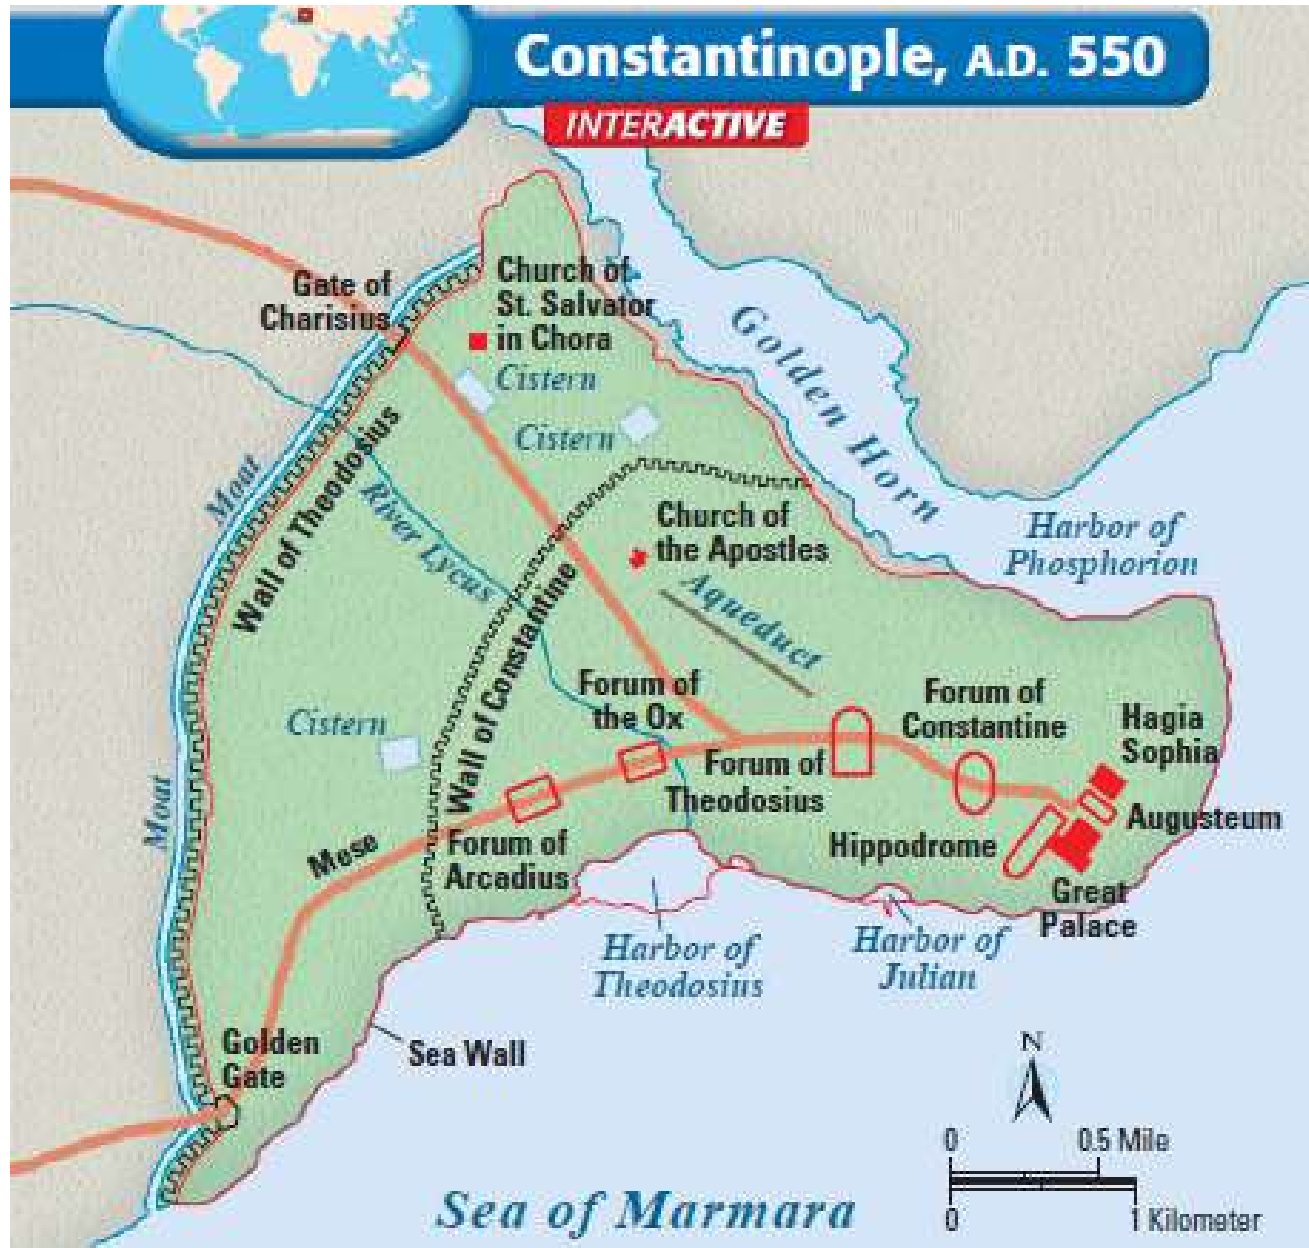 Constantinople, A.D. 550
INTERACTIVE
Gate of
Charisius
Church of
St. Salvator
in Chora
Cistern
Cistern
Golden Horn
Moat
Wall of Theodosius
River Lycus
Church of
the Apostles
Harbor of
Phosphorion
Aqueduct
Wall of Constantine
Forum of
the Ox
Forum of
Constantine
Hagia
Sophia
Cistern
Forum of
Theodosius
Augusteum
Moat
Mese
Forum of
Arcadius
Hippodrome
Great
Palace
Harbor of
Theodosius
Harbor of
Julian
Golden
Gate
Sea Wall
N
0 0.5 Mile
0 1 Kilometer
Sea of Marmara